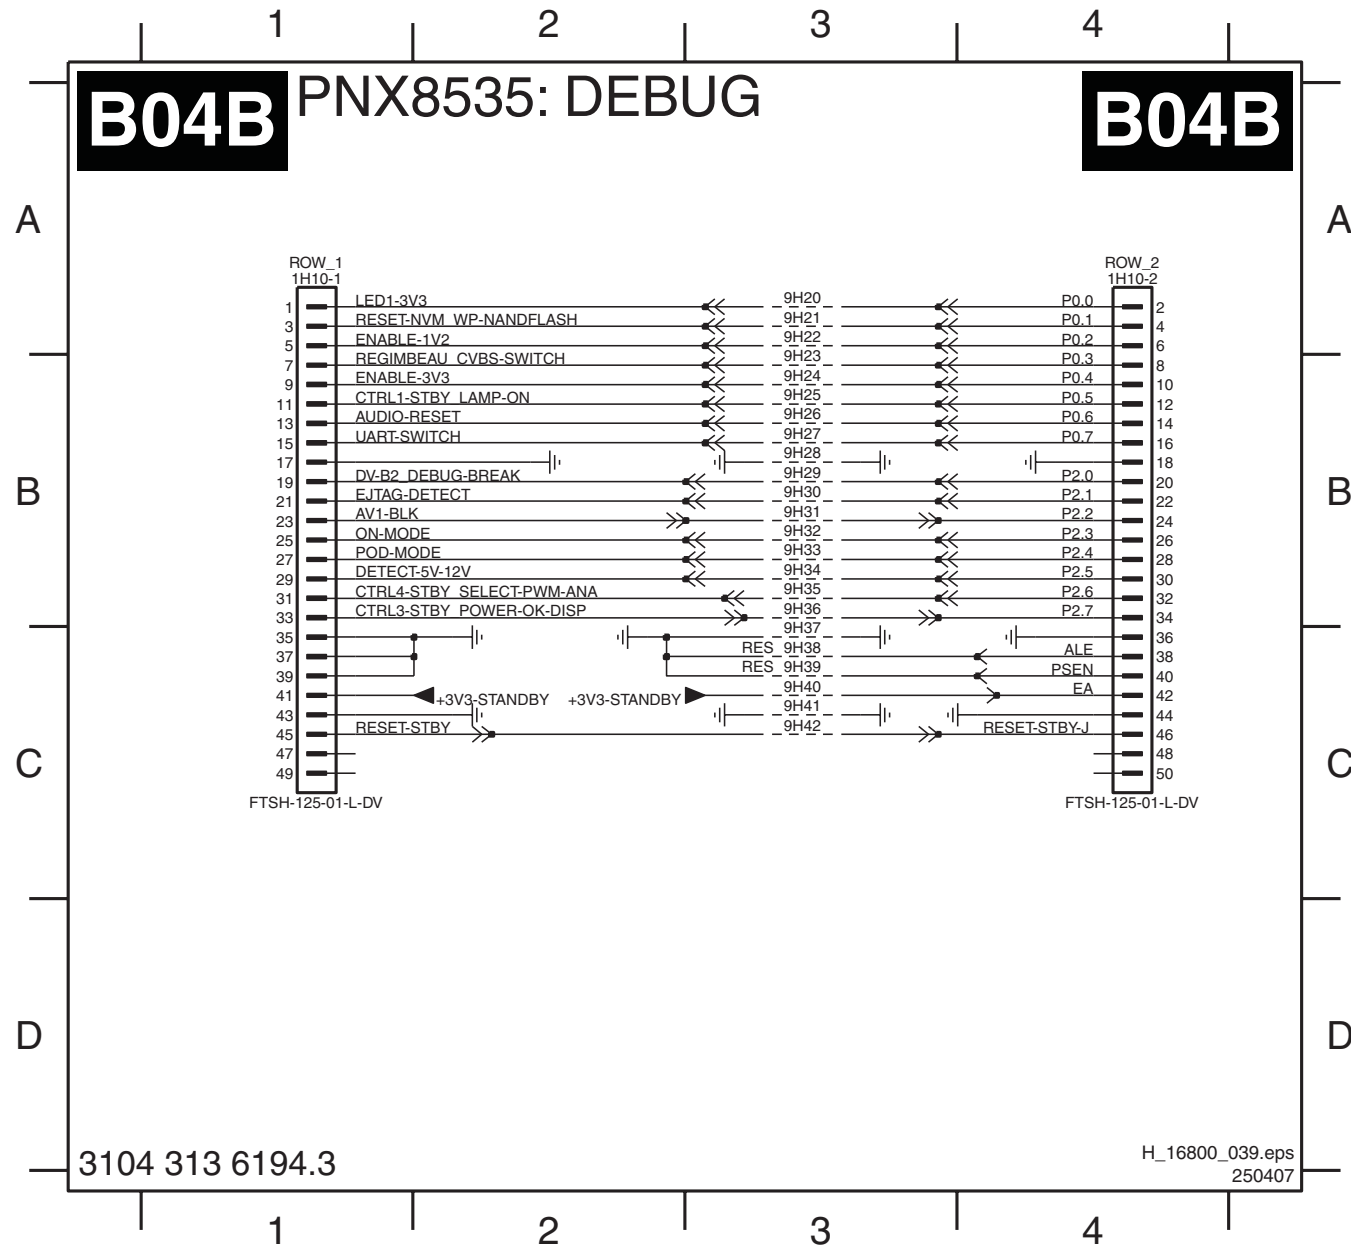 1 2 3 4
B04B PNX8535: DEBUG B04B
A A
ROW_1 ROW_2
1H10-1 1H10-2
1 LED1-3V3 9H20 P0.0 2
3 RESET-NVM_WP-NANDFLASH 9H21 P0.1 4
5 ENABLE-1V2 9H22 P0.2 6
7 REGIMBEAU_CVBS-SWITCH 9H23 P0.3 8
9 ENABLE-3V3 9H24 P0.4 10
11 CTRL1-STBY_LAMP-ON 9H25 P0.5 12
13 AUDIO-RESET 9H26 P0.6 14
15 UART-SWITCH 9H27 P0.7 16
17 9H28 18
B B
19 DV-B2_DEBUG-BREAK 9H29 P2.0 20
21 EJTAG-DETECT 9H30 P2.1 22
23 AV1-BLK 9H31 P2.2 24
25 ON-MODE 9H32 P2.3 26
27 POD-MODE 9H33 P2.4 28
29 DETECT-5V-12V 9H34 P2.5 30
31 CTRL4-STBY_SELECT-PWM-ANA 9H35 P2.6 32
33 CTRL3-STBY_POWER-OK-DISP 9H36 P2.7 34
35 9H37 36
37 RES 9H38 ALE 38
39 RES 9H39 PSEN 40
41 +3V3-STANDBY +3V3-STANDBY 9H40 EA 42
43 9H41 44
45 RESET-STBY 9H42 RESET-STBY-J 46
47 48
C C
49 50
FTSH-125-01-L-DV FTSH-125-01-L-DV
D D
3104 313 6194.3 H_16800_039.eps
250407
1 2 3 4